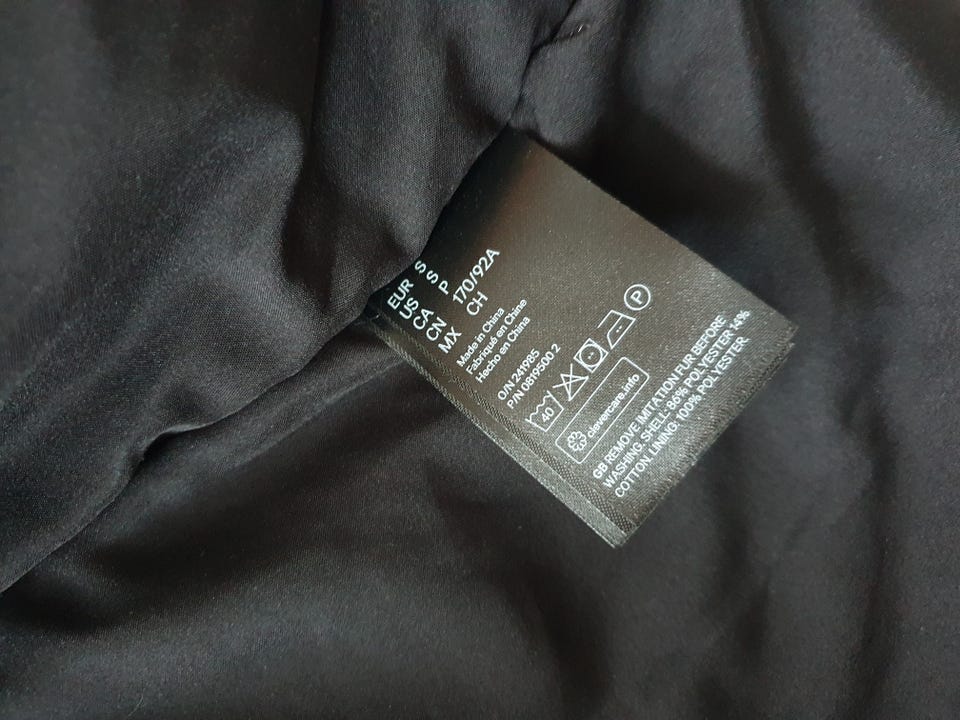 EUR S
US S
CA P
CN 170/92A
MX CH
Made in China
Fabriqué en Chine
Hecho en China
O/N 241985
P/N 0819500 2
40 P
clevercare.info
GB REMOVE IMITATION FUR BEFORE
WASHING. SHELL: 86% POLYESTER 14%
COTTON. LINING: 100% POLYESTER.